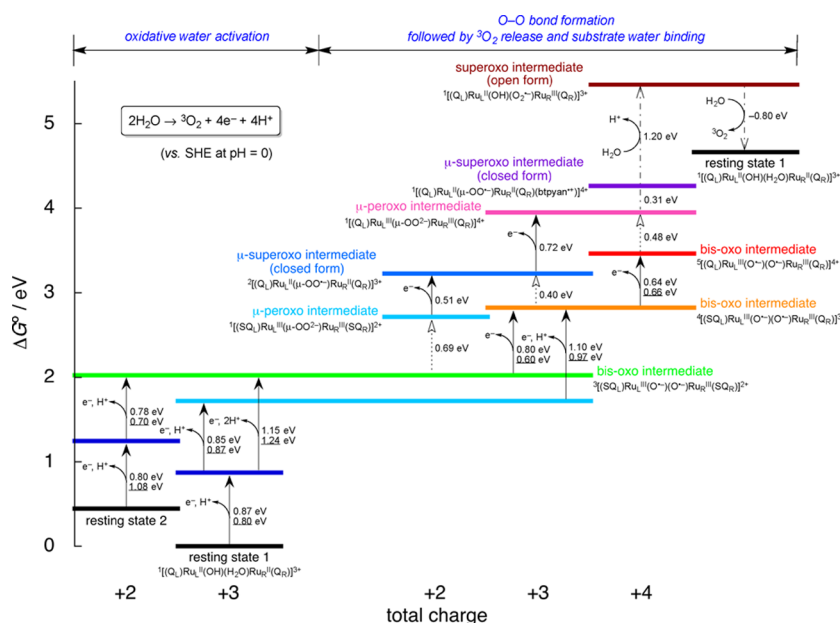 oxidative water activation
O–O bond formation
followed by ³O₂ release and substrate water binding
superoxo intermediate
(open form)
¹[(Q_L)Ru_L^II(OH)(O₂^•–)Ru_R^III(Q_R)]³⁺
5
2H₂O → ³O₂ + 4e⁻ + 4H⁺
(vs. SHE at pH = 0)
H⁺
1.20 eV
H₂O
H₂O
–0.80 eV
³O₂
resting state 1
¹[(Q_L)Ru_L^II(OH)(H₂O)Ru_R^II(Q_R)]³⁺
μ-superoxo intermediate
(closed form)
¹[(Q_L)Ru_L^II(μ-OO^•–)Ru_R^II(Q_R)(btpyan^•+)]⁴⁺
0.31 eV
4
μ-peroxo intermediate
¹[(Q_L)Ru_L^III(μ-OO²⁻)Ru_R^III(Q_R)]⁴⁺
e⁻
0.72 eV
0.48 eV
bis-oxo intermediate
⁵[(Q_L)Ru_L^III(O^•–)(O^•–)Ru_R^III(Q_R)]⁴⁺
μ-superoxo intermediate
(closed form)
²[(Q_L)Ru_L^II(μ-OO^•–)Ru_R^II(Q_R)]³⁺
e⁻
0.51 eV
0.40 eV
e⁻
0.64 eV
0.66 eV
3
μ-peroxo intermediate
¹[(SQ_L)Ru_L^III(μ-OO²⁻)Ru_R^III(SQ_R)]²⁺
bis-oxo intermediate
⁴[(SQ_L)Ru_L^III(O^•–)(O^•–)Ru_R^III(Q_R)]³
0.69 eV
e⁻
0.80 eV
0.60 eV
e⁻, H⁺
1.10 eV
0.97 eV
ΔG° / eV
2
bis-oxo intermediate
³[(SQ_L)Ru_L^III(O^•–)(O^•–)Ru_R^III(SQ_R)]²⁺
e⁻, H⁺
0.78 eV
0.70 eV
e⁻, H⁺
0.85 eV
0.87 eV
e⁻, 2H⁺
1.15 eV
1.24 eV
1
e⁻, H⁺
0.80 eV
1.08 eV
resting state 2
e⁻, H⁺
0.87 eV
0.80 eV
0
resting state 1
¹[(Q_L)Ru_L^II(OH)(H₂O)Ru_R^II(Q_R)]³⁺
+2
+3
+2
+3
+4
total charge